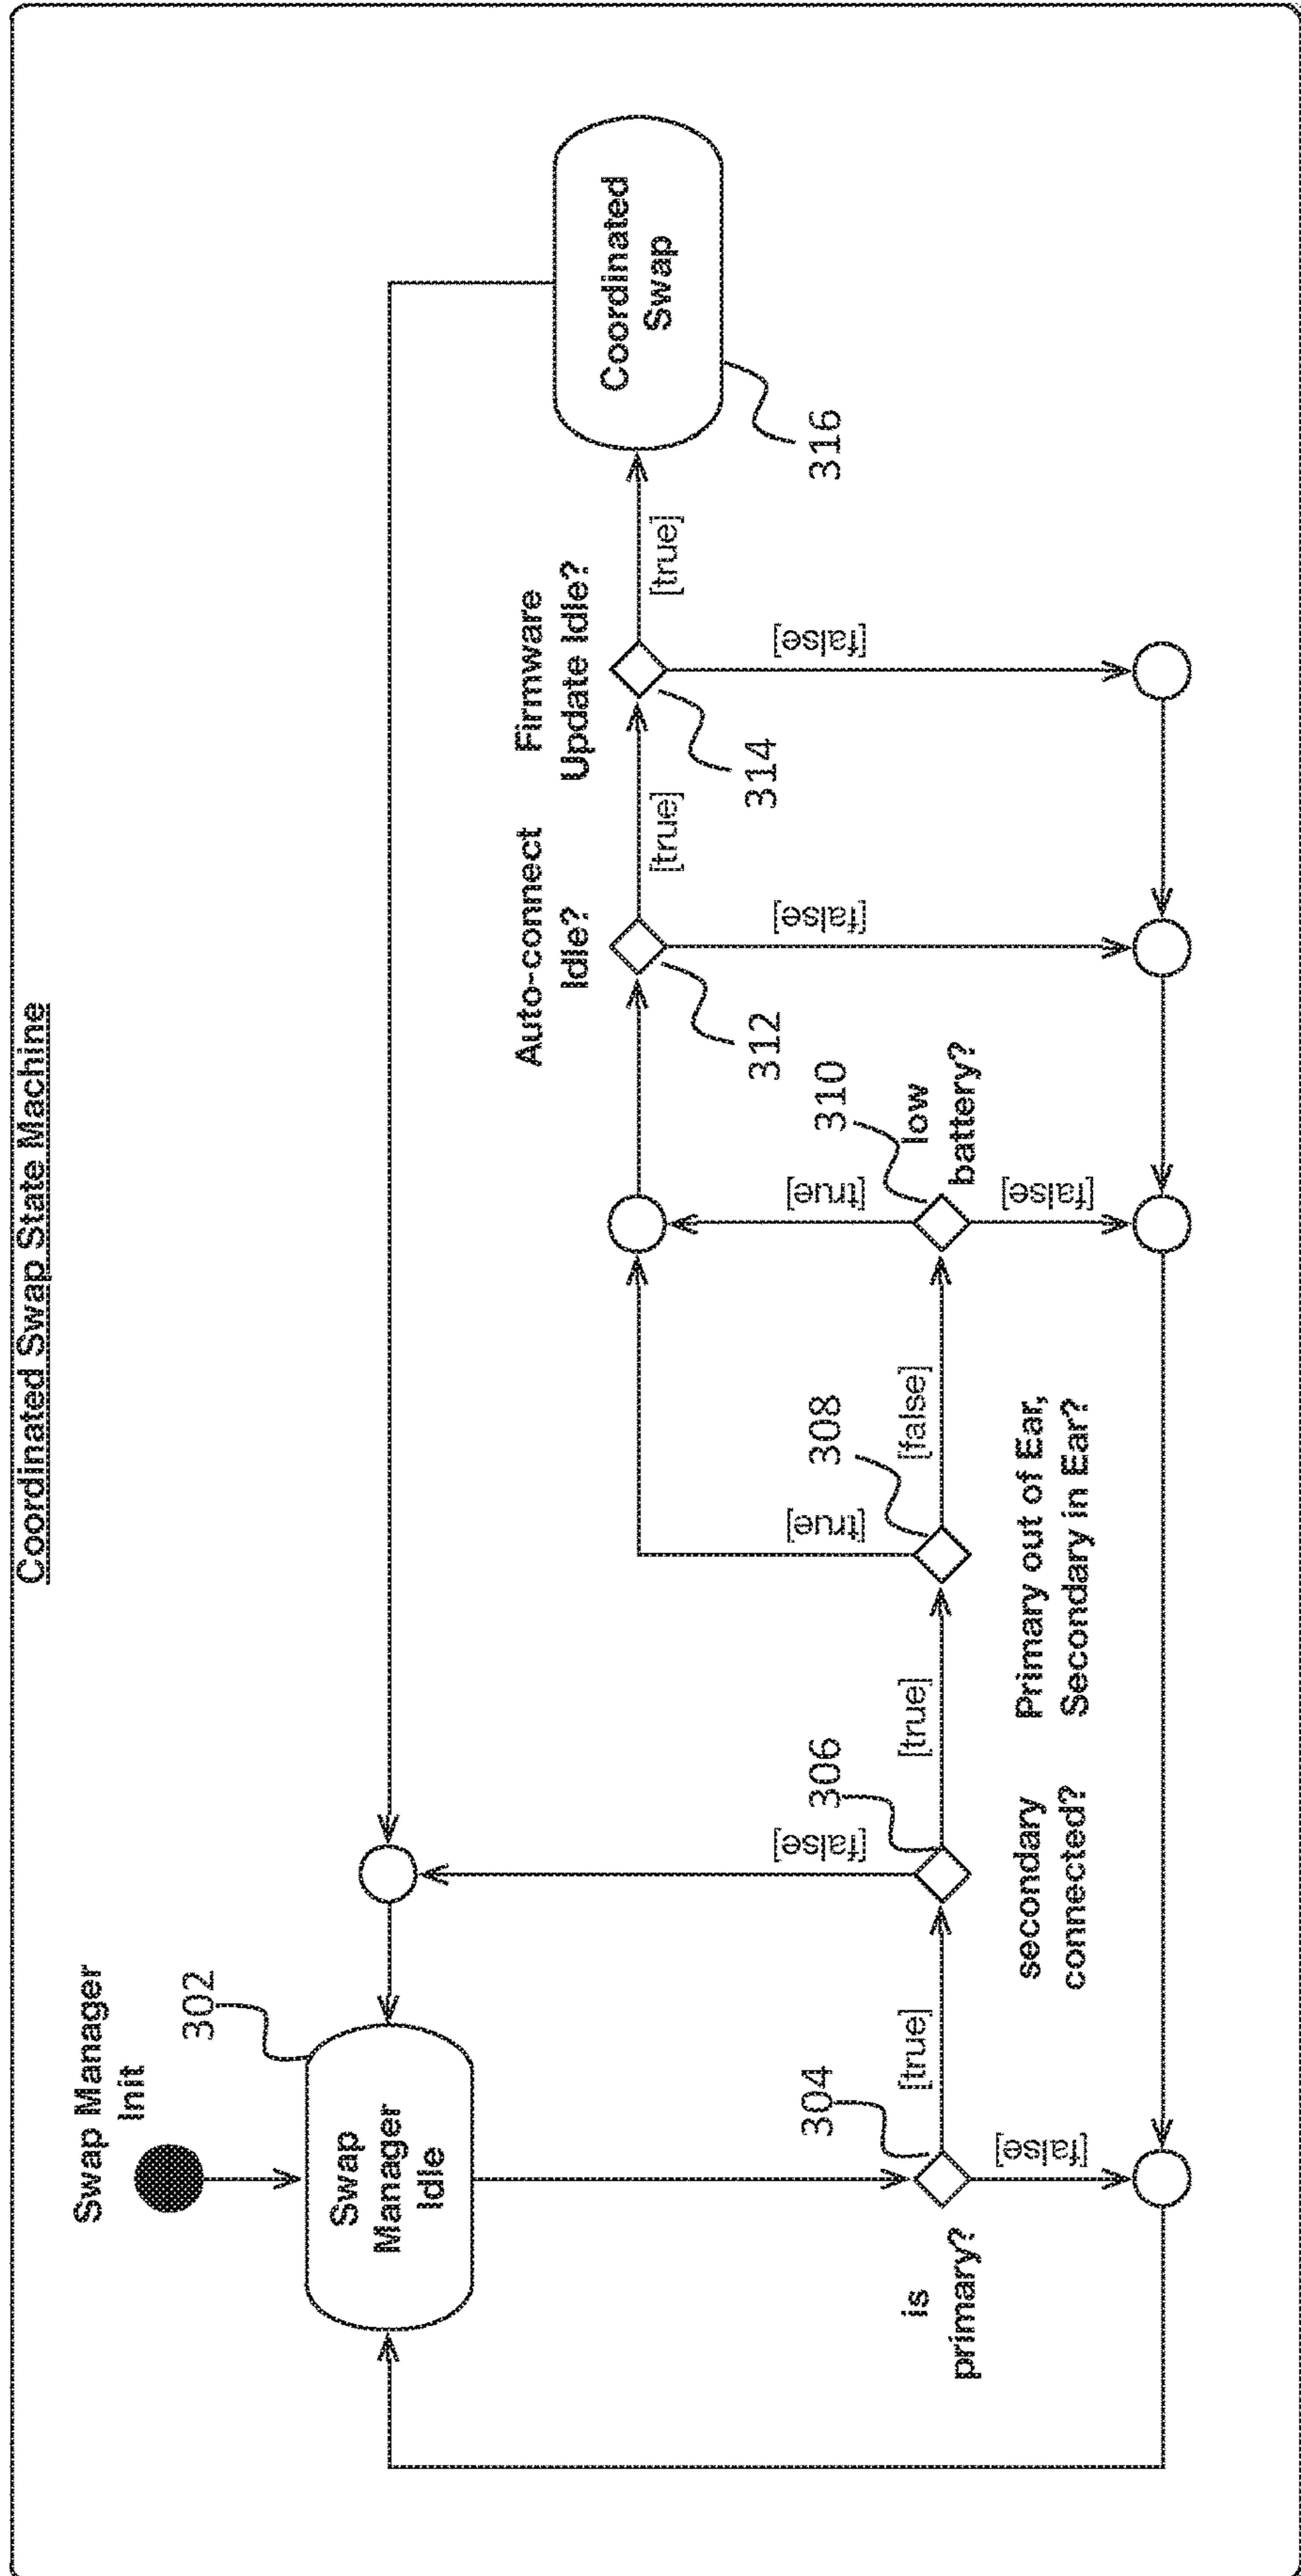 Coordinated Swap State Machine
Swap Manager
Init
302
Swap
Manager
Idle
304
is
primary?
[true]
[false]
306
secondary
connected?
[false]
[true]
308
Primary out of Ear,
Secondary in Ear?
[true]
[false]
310
low
battery?
[true]
[false]
Auto-connect
Idle?
312
[true]
[false]
Firmware
Update Idle?
314
[true]
[false]
Coordinated
Swap
316